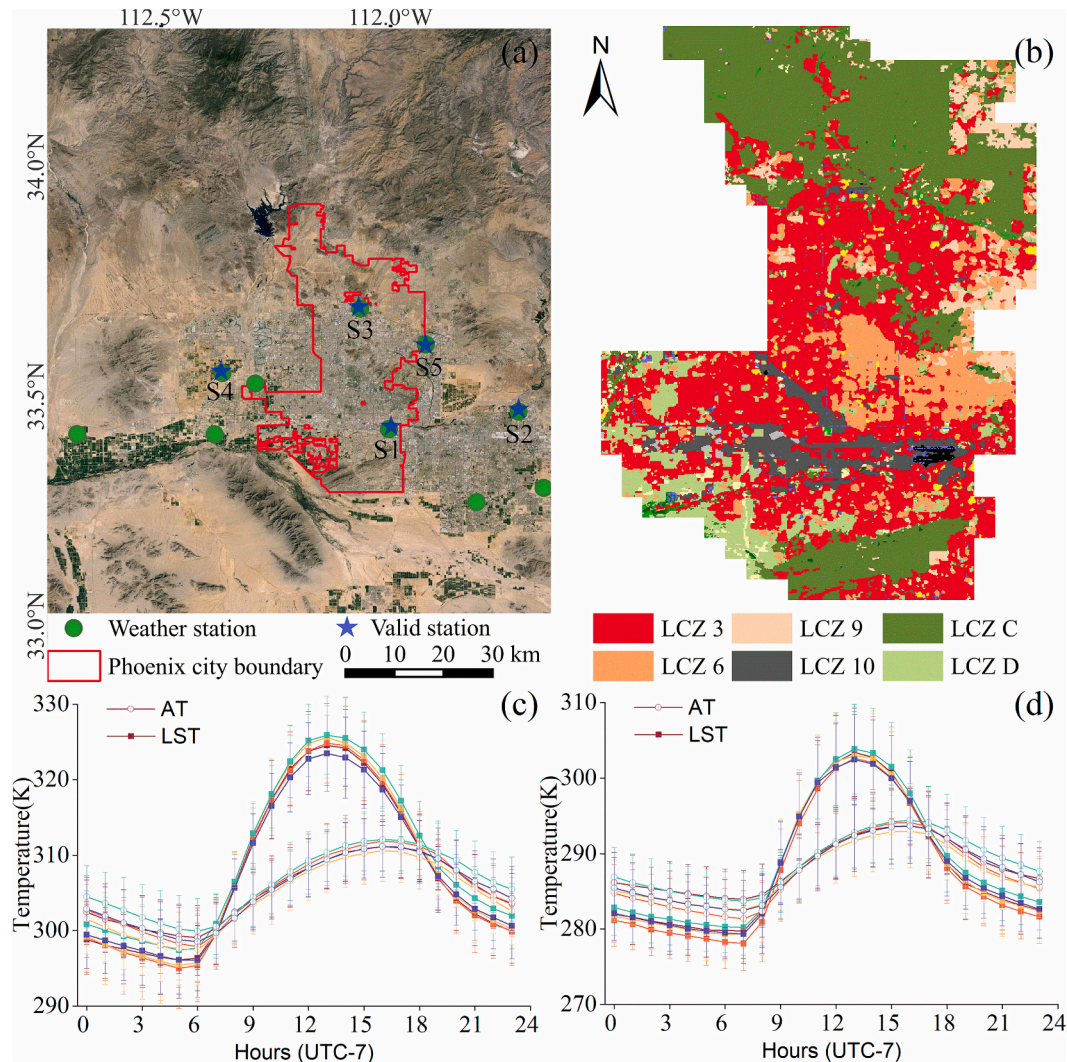 112.5°W 112.0°W
(a)
34.0°N
33.5°N
33.0°N
S3
S5
S4
S2
S1
Weather station
Valid station
Phoenix city boundary
0 10 20 30 km
N
(b)
LCZ 3 LCZ 9 LCZ C
LCZ 6 LCZ 10 LCZ D
(c)
AT
LST
Temperature(K)
330
320
310
300
290
0 3 6 9 12 15 18 21 24
Hours (UTC-7)
(d)
AT
LST
Temperature(K)
310
300
290
280
270
0 3 6 9 12 15 18 21 24
Hours (UTC-7)